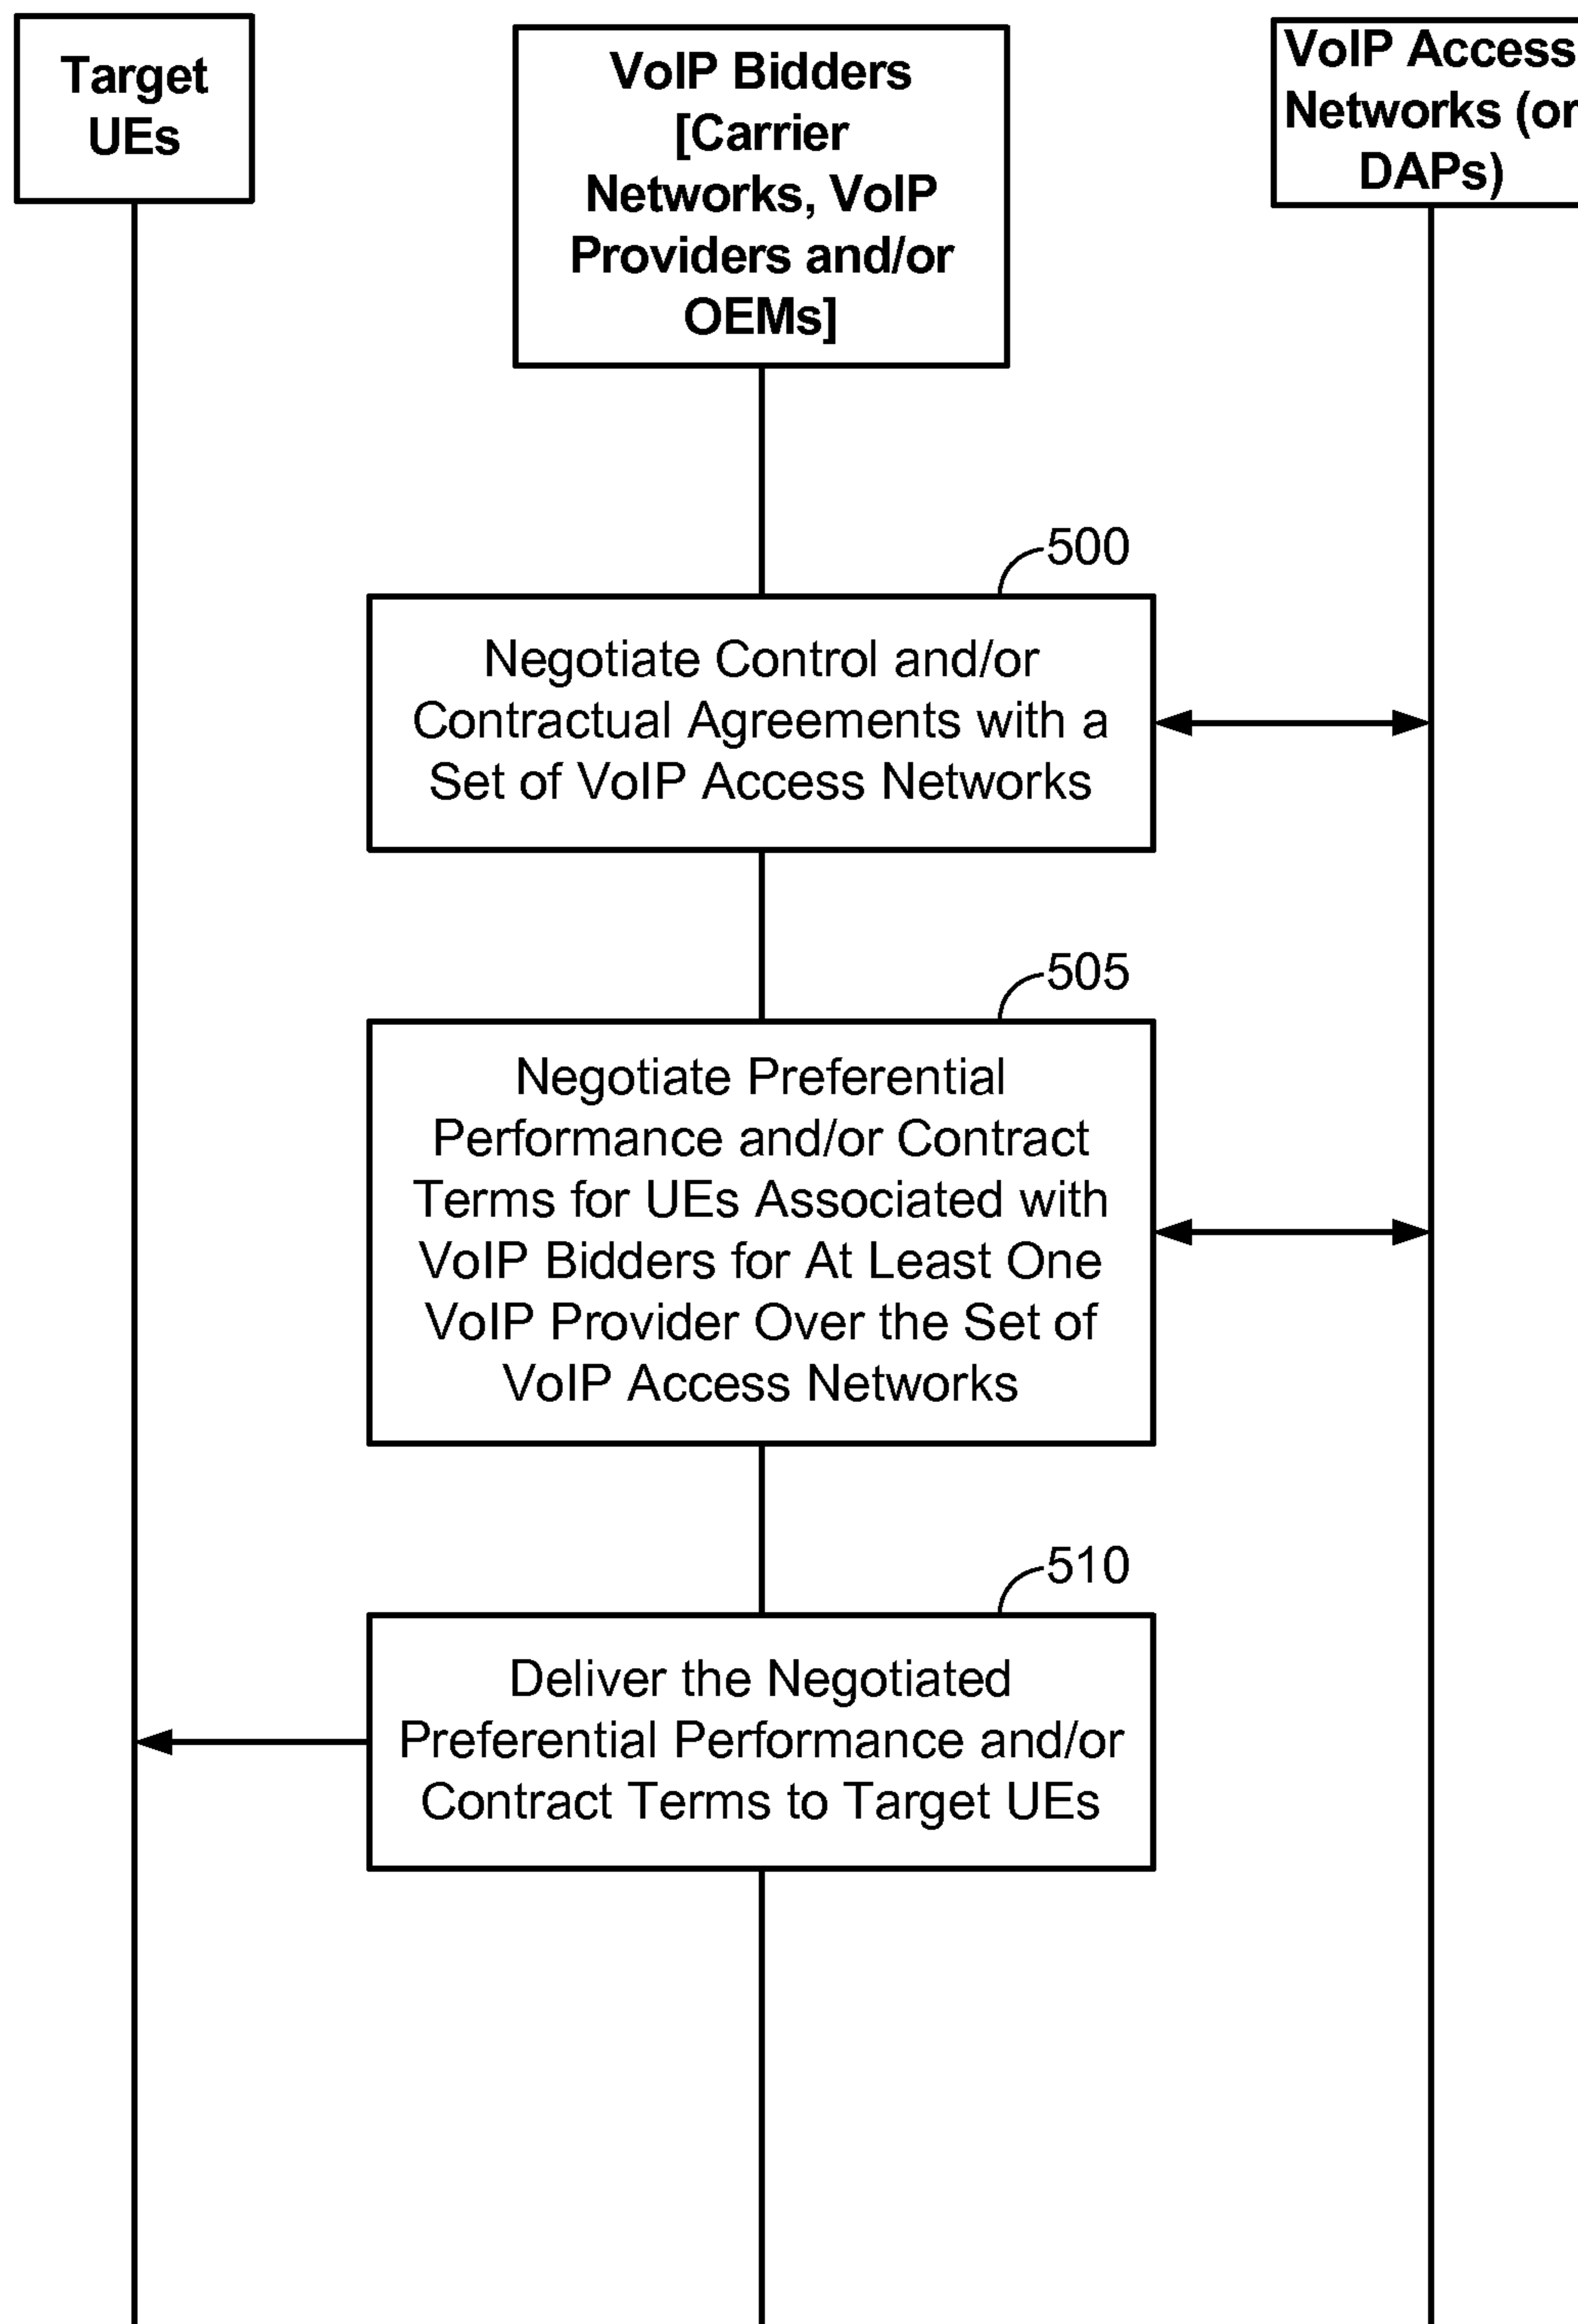 Target
UEs
VoIP Bidders
[Carrier
Networks, VoIP
Providers and/or
OEMs]
VoIP Access
Networks (or
DAPs)
500
Negotiate Control and/or
Contractual Agreements with a
Set of VoIP Access Networks
505
Negotiate Preferential
Performance and/or Contract
Terms for UEs Associated with
VoIP Bidders for At Least One
VoIP Provider Over the Set of
VoIP Access Networks
510
Deliver the Negotiated
Preferential Performance and/or
Contract Terms to Target UEs